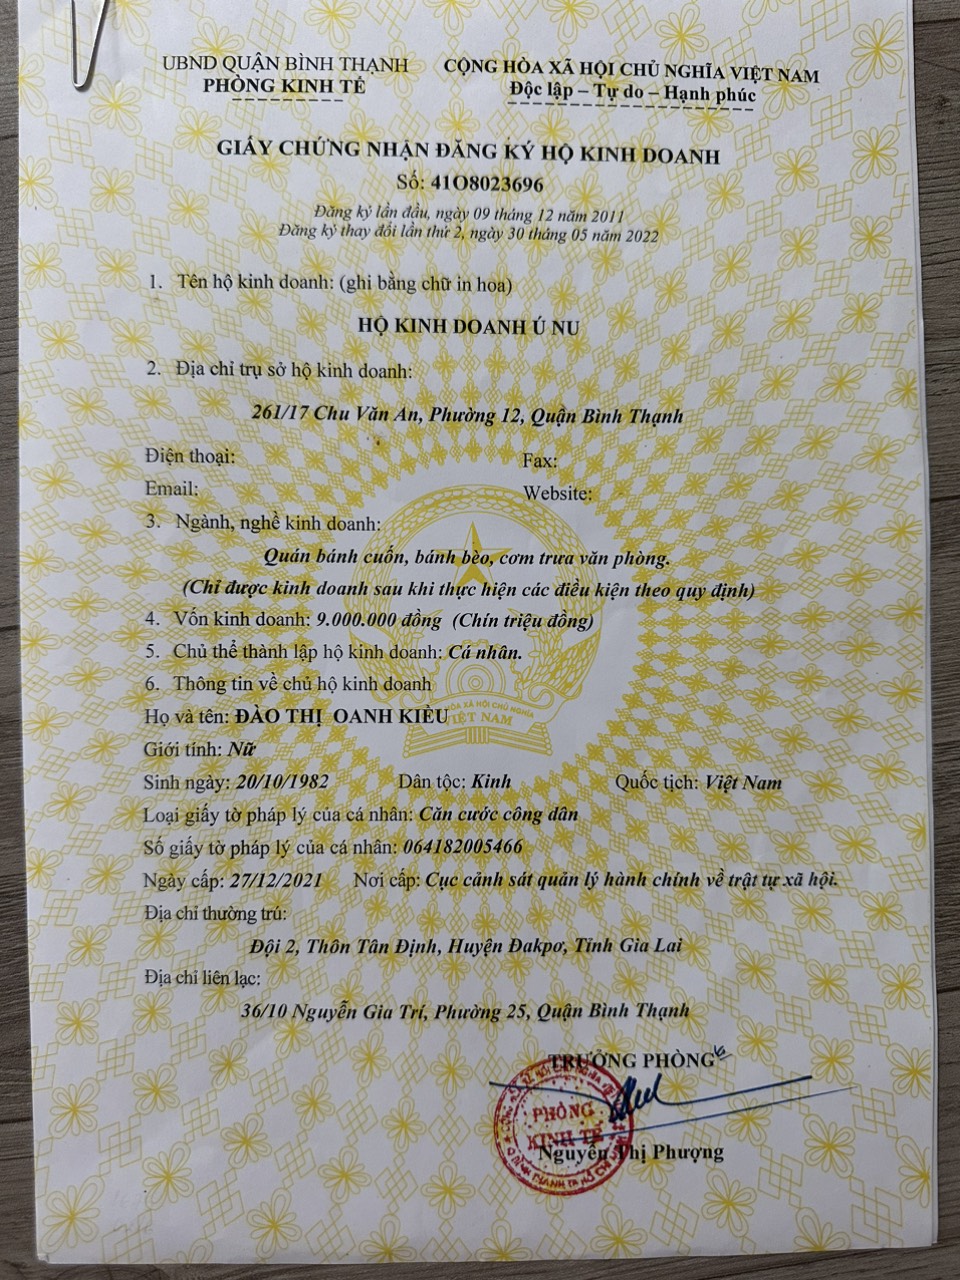 UBND QUẬN BÌNH THẠNH
PHÒNG KINH TẾ
CỘNG HÒA XÃ HỘI CHỦ NGHĨA VIỆT NAM
Độc lập – Tự do – Hạnh phúc
GIẤY CHỨNG NHẬN ĐĂNG KÝ HỘ KINH DOANH
Số: 41O8023696
Đăng ký lần đầu, ngày 09 tháng 12 năm 2011
Đăng ký thay đổi lần thứ 2, ngày 30 tháng 05 năm 2022
1. Tên hộ kinh doanh: (ghi bằng chữ in hoa)
HỘ KINH DOANH Ú NU
2. Địa chỉ trụ sở hộ kinh doanh:
261/17 Chu Văn An, Phường 12, Quận Bình Thạnh
Điện thoại: Fax:
Email: Website:
3. Ngành, nghề kinh doanh:
Quán bánh cuốn, bánh bèo, cơm trưa văn phòng.
(Chỉ được kinh doanh sau khi thực hiện các điều kiện theo quy định)
4. Vốn kinh doanh: 9.000.000 đồng (Chín triệu đồng)
5. Chủ thể thành lập hộ kinh doanh: Cá nhân.
6. Thông tin về chủ hộ kinh doanh
Họ và tên: ĐÀO THỊ OANH KIỀU
Giới tính: Nữ
Sinh ngày: 20/10/1982 Dân tộc: Kinh Quốc tịch: Việt Nam
Loại giấy tờ pháp lý của cá nhân: Căn cước công dân
Số giấy tờ pháp lý của cá nhân: 064182005466
Ngày cấp: 27/12/2021 Nơi cấp: Cục cảnh sát quản lý hành chính về trật tự xã hội.
Địa chỉ thường trú:
Đội 2, Thôn Tân Định, Huyện Đakpơ, Tỉnh Gia Lai
Địa chỉ liên lạc:
36/10 Nguyễn Gia Trí, Phường 25, Quận Bình Thạnh
TRƯỞNG PHÒNG
PHÒNG
KINH TẾ
Nguyễn Thị Phượng
HÒA XÃ HỘI CHỦ NGHĨA
VIỆT NAM